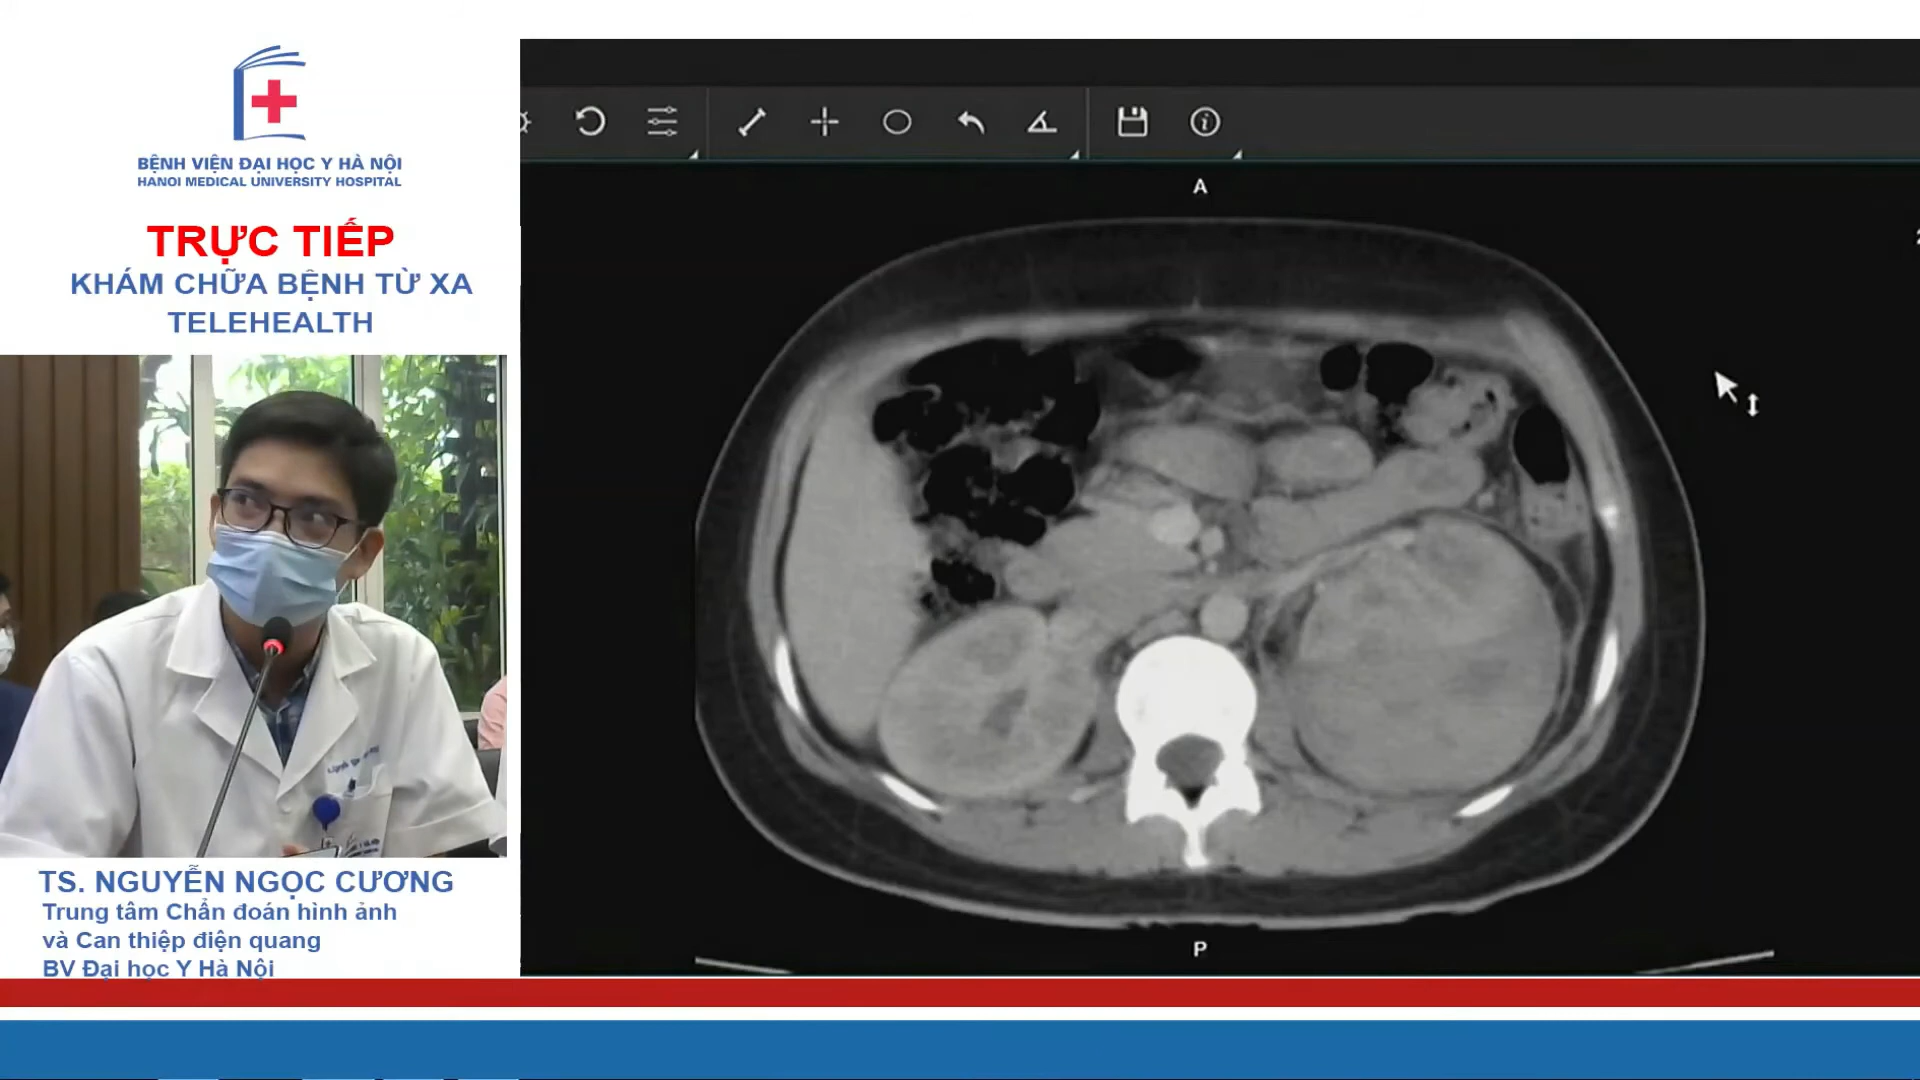 BỆNH VIỆN ĐẠI HỌC Y HÀ NỘI
HANOI MEDICAL UNIVERSITY HOSPITAL
TRỰC TIẾP
KHÁM CHỮA BỆNH TỪ XA
TELEHEALTH
TS. NGUYỄN NGỌC CƯƠNG
Trung tâm Chẩn đoán hình ảnh
và Can thiệp điện quang
BV Đại học Y Hà Nội
A
P